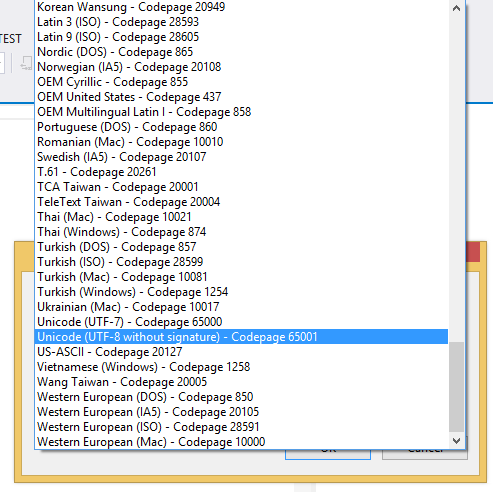 Korean Wansung - Codepage 20949
Latin 3 (ISO) - Codepage 28593
Latin 9 (ISO) - Codepage 28605
Nordic (DOS) - Codepage 865
TEST
Norwegian (IA5) - Codepage 20108
OEM Cyrillic - Codepage 855
OEM United States - Codepage 437
OEM Multilingual Latin I - Codepage 858
Portuguese (DOS) - Codepage 860
Romanian (Mac) - Codepage 10010
Swedish (IA5) - Codepage 20107
T.61 - Codepage 20261
TCA Taiwan - Codepage 20001
TeleText Taiwan - Codepage 20004
Thai (Mac) - Codepage 10021
Thai (Windows) - Codepage 874
Turkish (DOS) - Codepage 857
Turkish (ISO) - Codepage 28599
Turkish (Mac) - Codepage 10081
Turkish (Windows) - Codepage 1254
Ukrainian (Mac) - Codepage 10017
Unicode (UTF-7) - Codepage 65000
Unicode (UTF-8 without signature) - Codepage 65001
US-ASCII - Codepage 20127
Vietnamese (Windows) - Codepage 1258
Wang Taiwan - Codepage 20005
Western European (DOS) - Codepage 850
Western European (IA5) - Codepage 20105
Western European (ISO) - Codepage 28591
Western European (Mac) - Codepage 10000